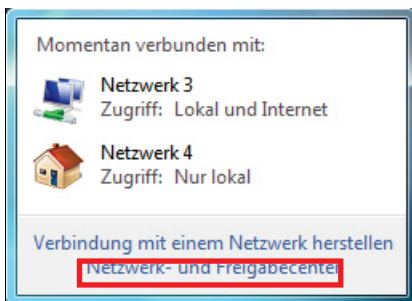 Momentan verbunden mit:
Netzwerk 3
Zugriff: Lokal und Internet
Netzwerk 4
Zugriff: Nur lokal
Verbindung mit einem Netzwerk herstellen
Netzwerk- und Freigabecenter